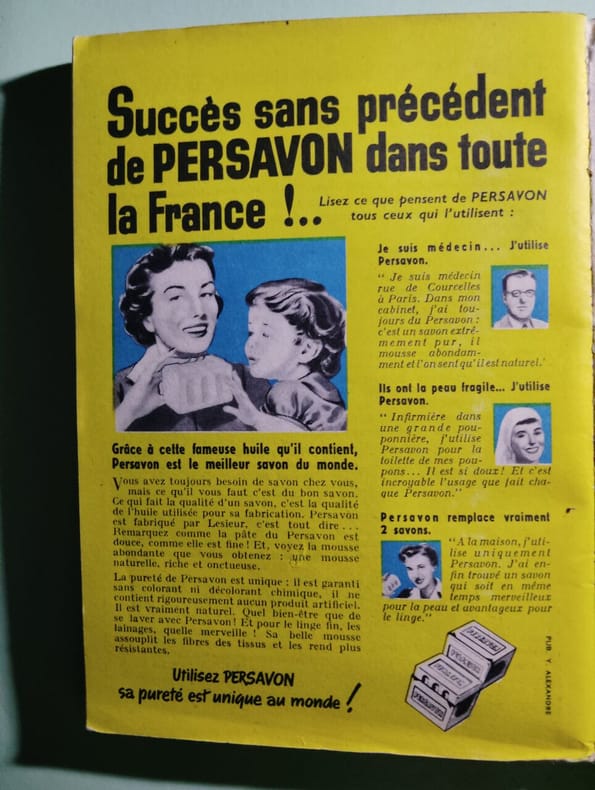 Succès sans précédent
de PERSAVON dans toute
la France !..
Lisez ce que pensent de PERSAVON
tous ceux qui l'utilisent :
Grâce à cette fameuse huile qu'il contient,
Persavon est le meilleur savon du monde.
Vous avez toujours besoin de savon chez vous,
mais ce qu'il vous faut c'est du bon savon.
Ce qui fait la qualité d'un savon, c'est la qualité
de l'huile utilisée pour sa fabrication. Persavon
est fabriqué par Lesieur, c'est tout dire...
Remarquez comme la pâte du Persavon est
douce, comme elle est fine ! Et, voyez la mousse
abondante que vous obtenez : une mousse
naturelle, riche et onctueuse.
La pureté de Persavon est unique : il est garanti
sans colorant ni décolorant chimique, il ne
contient rigoureusement aucun produit artificiel.
Il est vraiment naturel. Quel bien-être que de
se laver avec Persavon ! Et pour le linge fin, les
lainages, quelle merveille ! Sa belle mousse
assouplit les fibres des tissus et les rend plus
résistantes.
Utilisez PERSAVON
sa pureté est unique au monde !
Je suis médecin... J'utilise
Persavon.
" Je suis médecin
rue de Courcelles
à Paris. Dans mon
cabinet, j'ai tou-
jours du Persavon :
c'est un savon extrê-
mement pur, il
mousse abondam-
ment et l'on sent qu'il est naturel.'
Ils ont la peau fragile... J'utilise
Persavon.
" Infirmière dans
une grande pou-
ponnière, j'utilise
Persavon pour la
toilette de mes pou-
pons... Il est si doux ! Et c'est
incroyable l'usage que fait cha-
que Persavon."
Persavon remplace vraiment
2 savons.
"A la maison, j'uti-
lise uniquement
Persavon. J'ai en-
fin trouvé un savon
qui soit en même
temps merveilleux
pour la peau et avantageux pour
le linge."
PERSAVON
PERSAVON
PERSAVON
PERSAVON
PUB. Y. ALEXANDRE